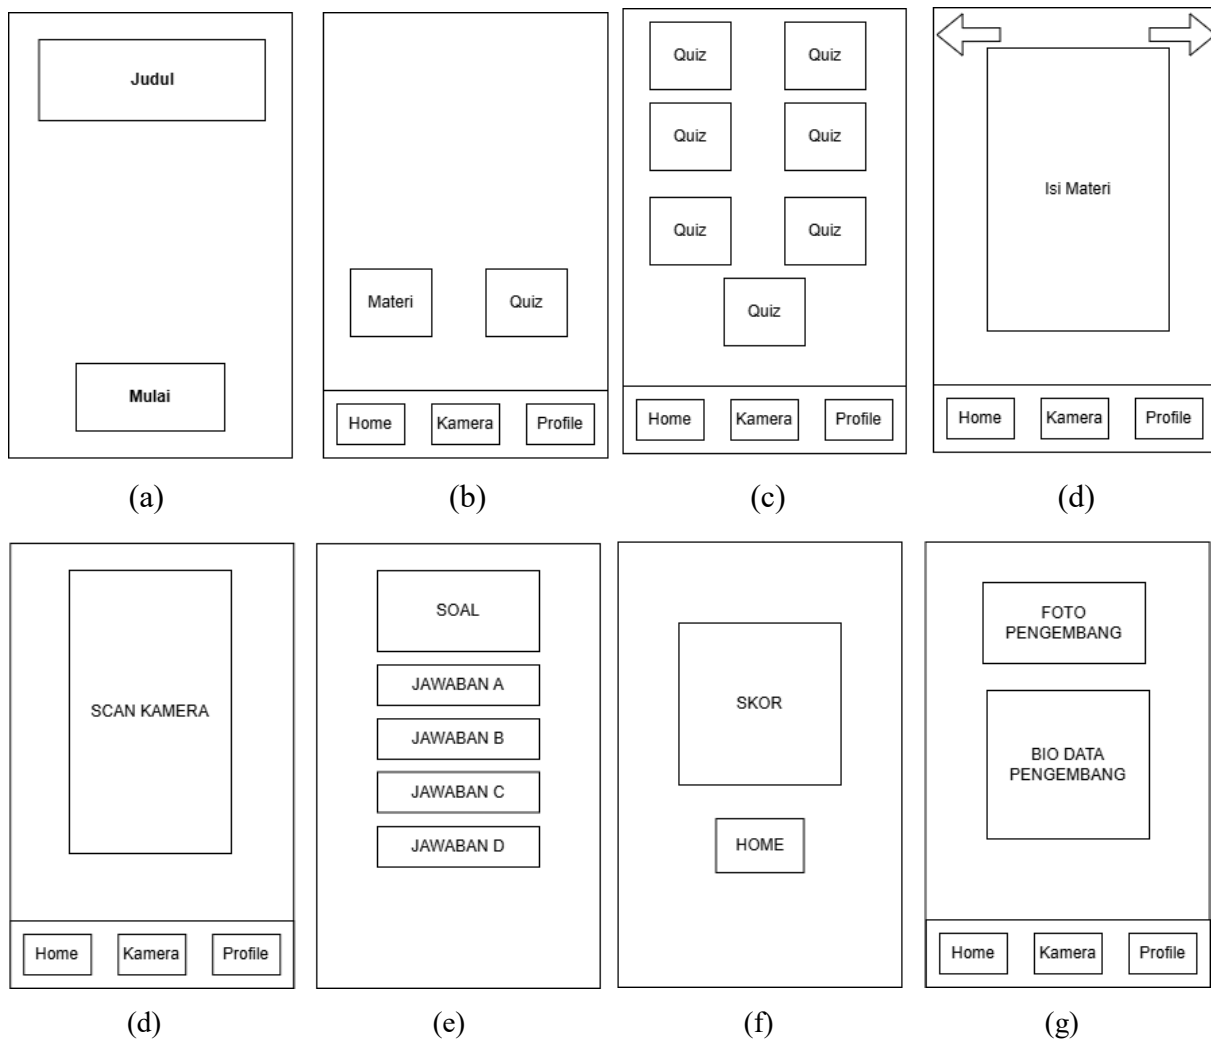 Judul
Mulai
(a)
Materi
Quiz
Home
Kamera
Profile
(b)
Quiz
Quiz
Quiz
Quiz
Quiz
Quiz
Quiz
Home
Kamera
Profile
(c)
Isi Materi
Home
Kamera
Profile
(d)
SCAN KAMERA
Home
Kamera
Profile
(d)
SOAL
JAWABAN A
JAWABAN B
JAWABAN C
JAWABAN D
(e)
SKOR
HOME
(f)
FOTO
PENGEMBANG
BIO DATA
PENGEMBANG
Home
Kamera
Profile
(g)